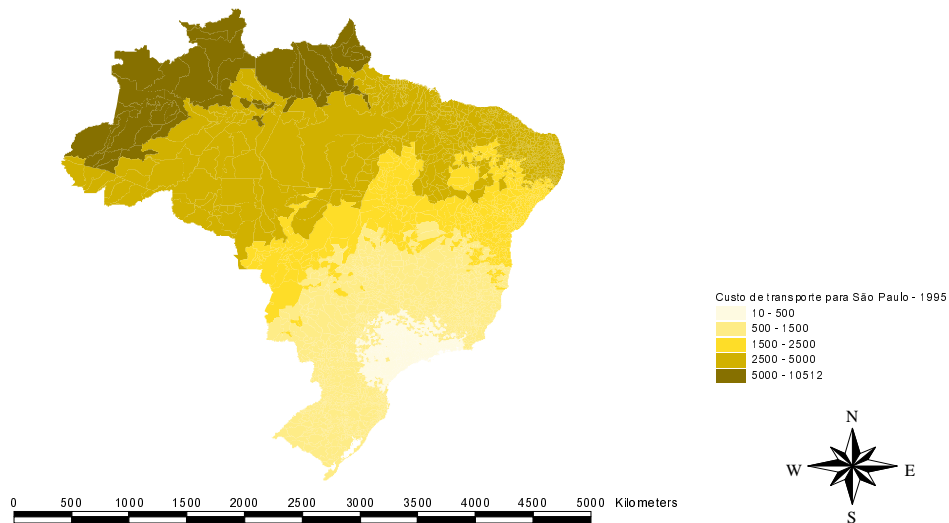 Custo de transporte para São Paulo - 1995
10 - 500
500 - 1500
1500 - 2500
2500 - 5000
5000 - 10512
N
W E
S
0 500 1000 1500 2000 2500 3000 3500 4000 4500 5000 Kilometers